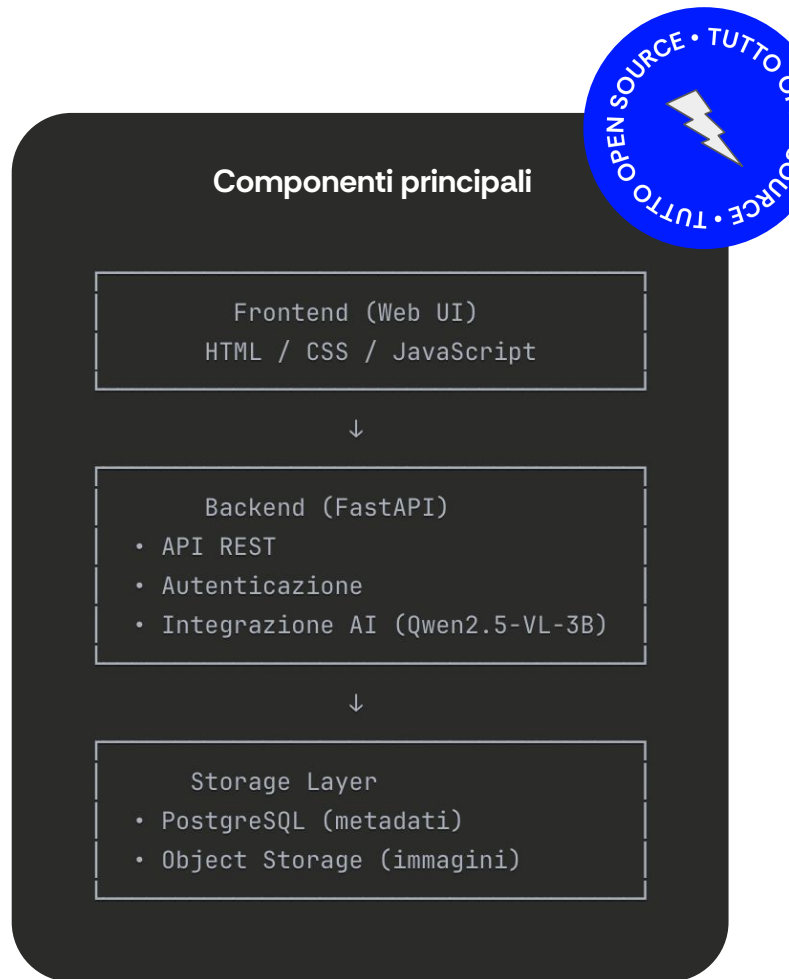 TUTTO OPEN SOURCE • TUTTO OPEN SOURCE •
Componenti principali
Frontend (Web UI)
HTML / CSS / JavaScript
↓
Backend (FastAPI)
• API REST
• Autenticazione
• Integrazione AI (Qwen2.5-VL-3B)
↓
Storage Layer
• PostgreSQL (metadati)
• Object Storage (immagini)